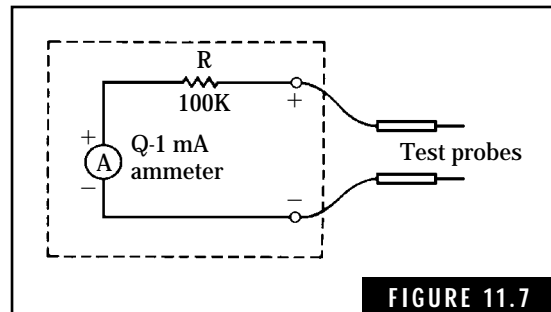 R
100K
+
+
A
Q-1 mA
ammeter
−
Test probes
−
FIGURE 11.7